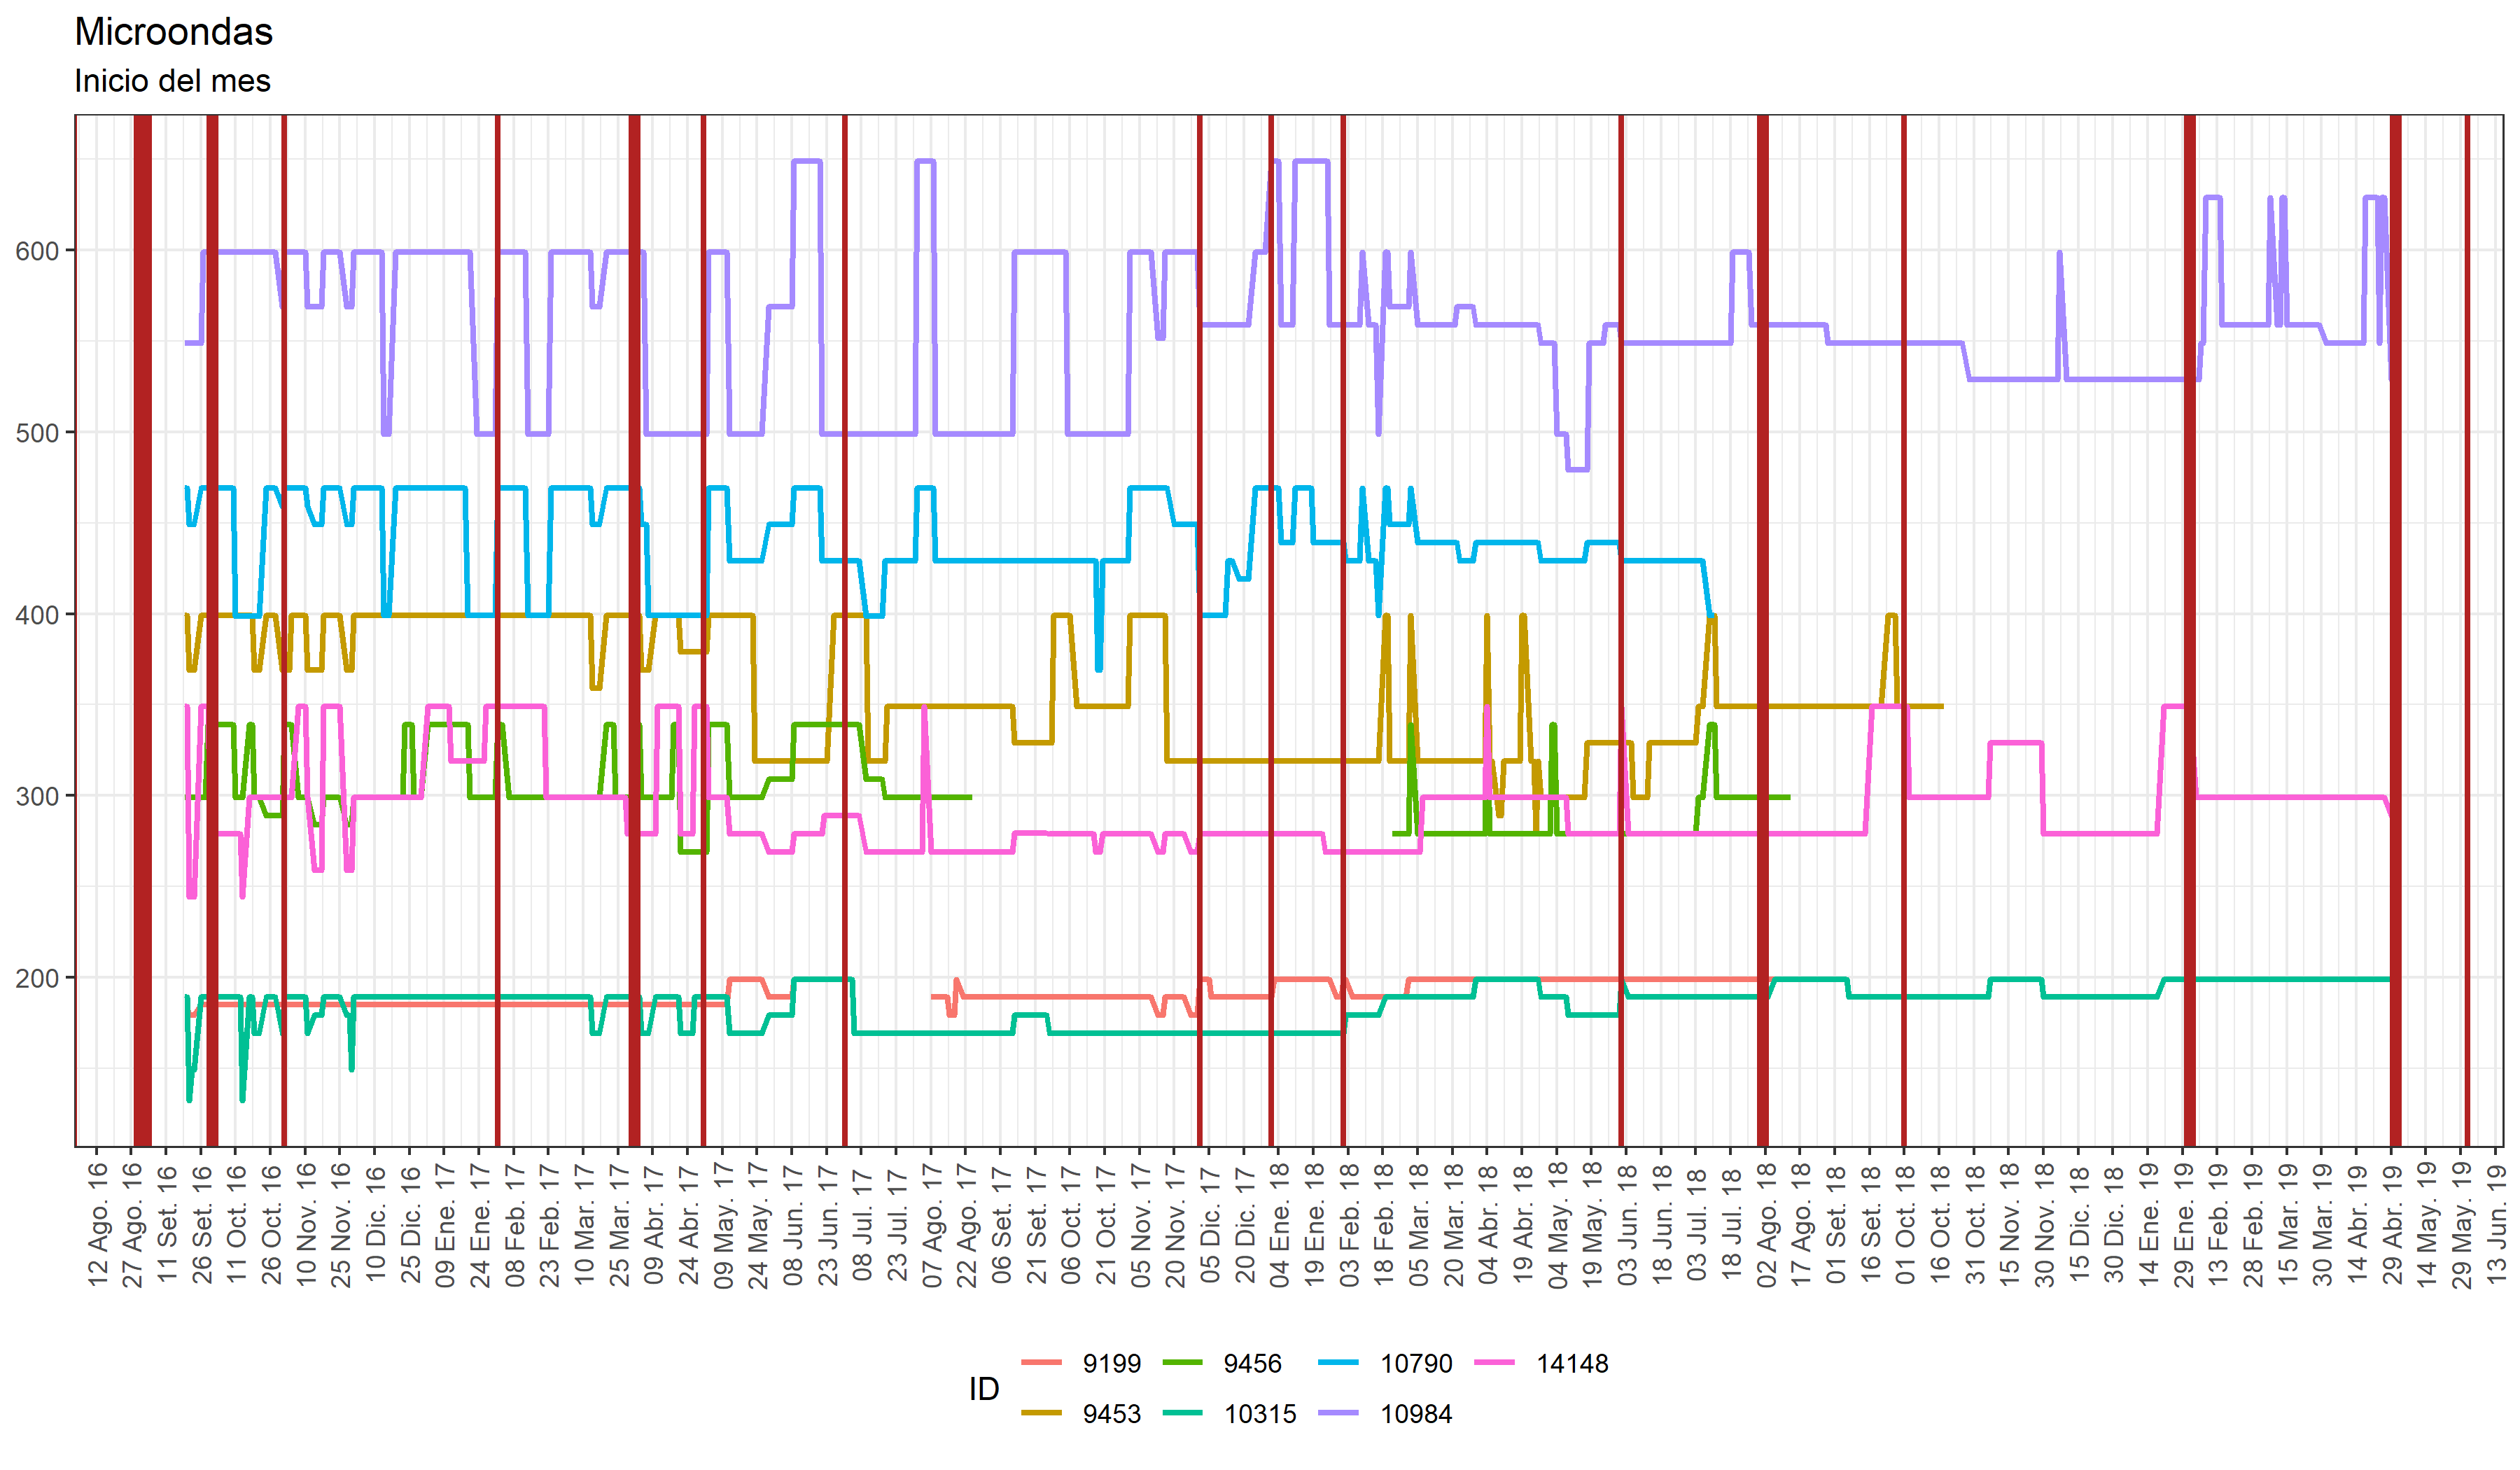 Microondas
Inicio del mes
600
500
400
300
200
12 Ago. 16
27 Ago. 16
11 Set. 16
26 Set. 16
11 Oct. 16
26 Oct. 16
10 Nov. 16
25 Nov. 16
10 Dic. 16
25 Dic. 16
09 Ene. 17
24 Ene. 17
08 Feb. 17
23 Feb. 17
10 Mar. 17
25 Mar. 17
09 Abr. 17
24 Abr. 17
09 May. 17
24 May. 17
08 Jun. 17
23 Jun. 17
08 Jul. 17
23 Jul. 17
07 Ago. 17
22 Ago. 17
06 Set. 17
21 Set. 17
06 Oct. 17
21 Oct. 17
05 Nov. 17
20 Nov. 17
05 Dic. 17
20 Dic. 17
04 Ene. 18
19 Ene. 18
03 Feb. 18
18 Feb. 18
05 Mar. 18
20 Mar. 18
04 Abr. 18
19 Abr. 18
04 May. 18
19 May. 18
03 Jun. 18
18 Jun. 18
03 Jul. 18
18 Jul. 18
02 Ago. 18
17 Ago. 18
01 Set. 18
16 Set. 18
01 Oct. 18
16 Oct. 18
31 Oct. 18
15 Nov. 18
30 Nov. 18
15 Dic. 18
30 Dic. 18
14 Ene. 19
29 Ene. 19
13 Feb. 19
28 Feb. 19
15 Mar. 19
30 Mar. 19
14 Abr. 19
29 Abr. 19
14 May. 19
29 May. 19
13 Jun. 19
ID
9199 9456 10790 14148
9453 10315 10984